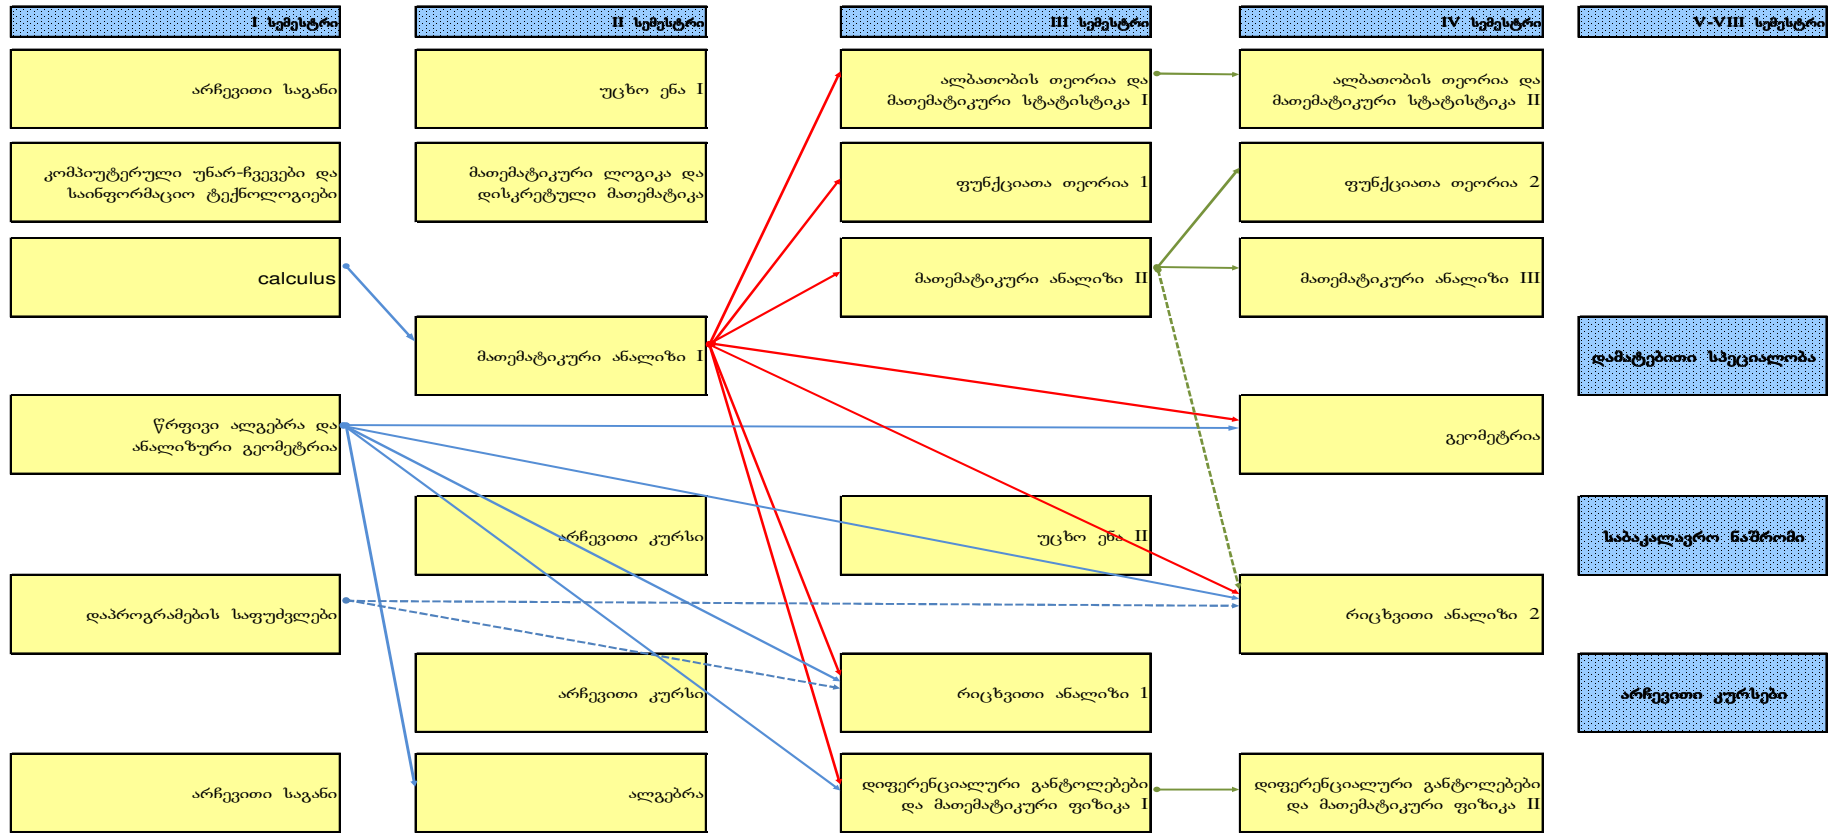 I სემესტრი
II სემესტრი
III სემესტრი
IV სემესტრი
V-VIII სემესტრი
არჩევითი საგანი
უცხო ენა I
ალბათობის თეორია და
მათემატიკური სტატისტიკა I
ალბათობის თეორია და
მათემატიკური სტატისტიკა II
კომპიუტერული უნარ-ჩვევები და
საინფორმაციო ტექნოლოგიები
მათემატიკური ლოგიკა და
დისკრეტული მათემატიკა
ფუნქციათა თეორია 1
ფუნქციათა თეორია 2
calculus
მათემატიკური ანალიზი II
მათემატიკური ანალიზი III
მათემატიკური ანალიზი I
დამატებითი სპეციალობა
წრფივი ალგებრა და
ანალიზური გეომეტრია
გეომეტრია
არჩევითი კურსი
უცხო ენა II
საბაკალავრო ნაშრომი
დაპროგრამების საფუძვლები
რიცხვითი ანალიზი 2
არჩევითი კურსი
რიცხვითი ანალიზი 1
არჩევითი კურსები
არჩევითი საგანი
ალგებრა
დიფერენციალური განტოლებები
და მათემატიკური ფიზიკა I
დიფერენციალური განტოლებები
და მათემატიკური ფიზიკა II